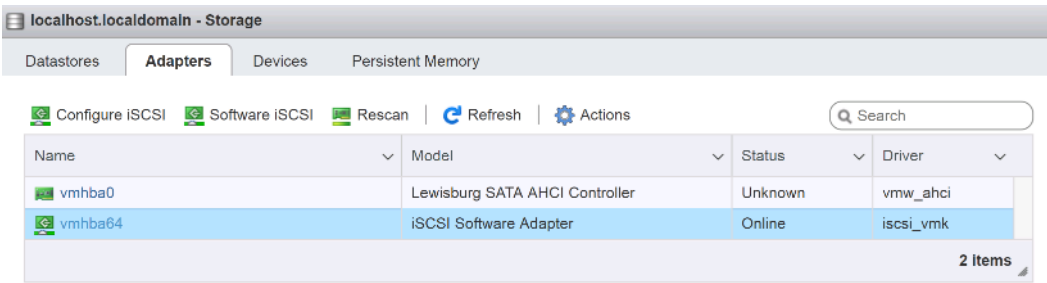 localhost.localdomain - Storage
Datastores Adapters Devices Persistent Memory
Configure iSCSI Software iSCSI Rescan Refresh Actions Search
Name Model Status Driver
vmhba0 Lewisburg SATA AHCI Controller Unknown vmw_ahci
vmhba64 iSCSI Software Adapter Online iscsi_vmk
2 items